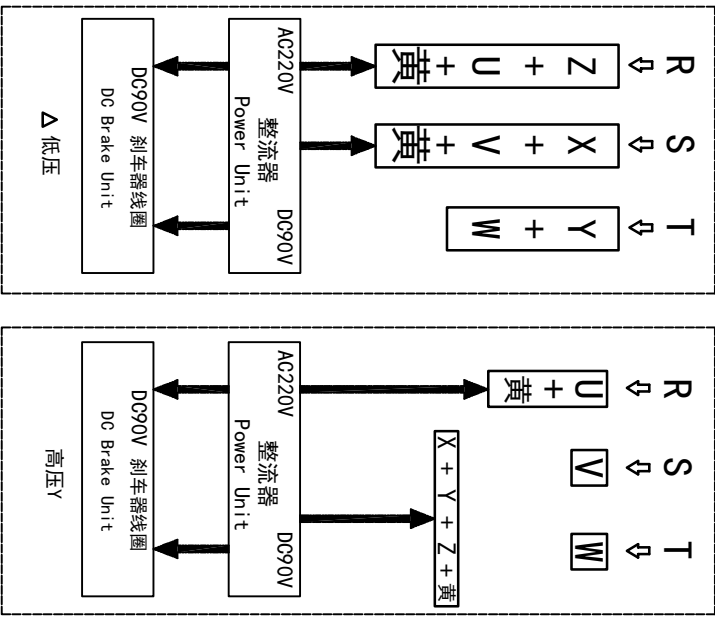 R S T
Z + U + 黄
X + V + 黄
Y + W
AC220V 整流器 DC90V
Power Unit
DC90V 刹车器线圈
DC Brake Unit
Δ 低压
R S T
U + 黄
V
W
X + Y + Z + 黄
AC220V 整流器 DC90V
Power Unit
DC90V 刹车器线圈
DC Brake Unit
高压Y